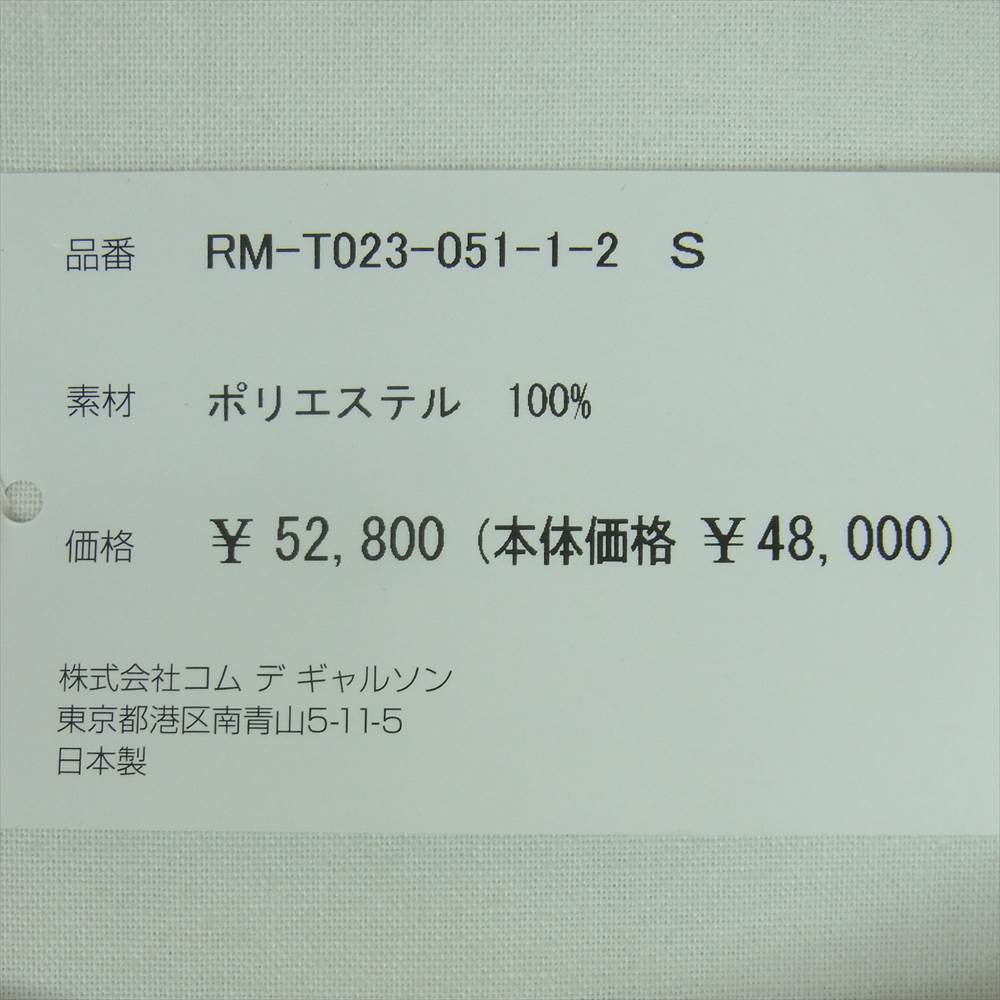 品番 RM-T023-051-1-2 S
素材 ポリエステル 100%
価格 ￥ 52,800 (本体価格 ￥48,000)
株式会社コム デ ギャルソン
東京都港区南青山5-11-5
日本製